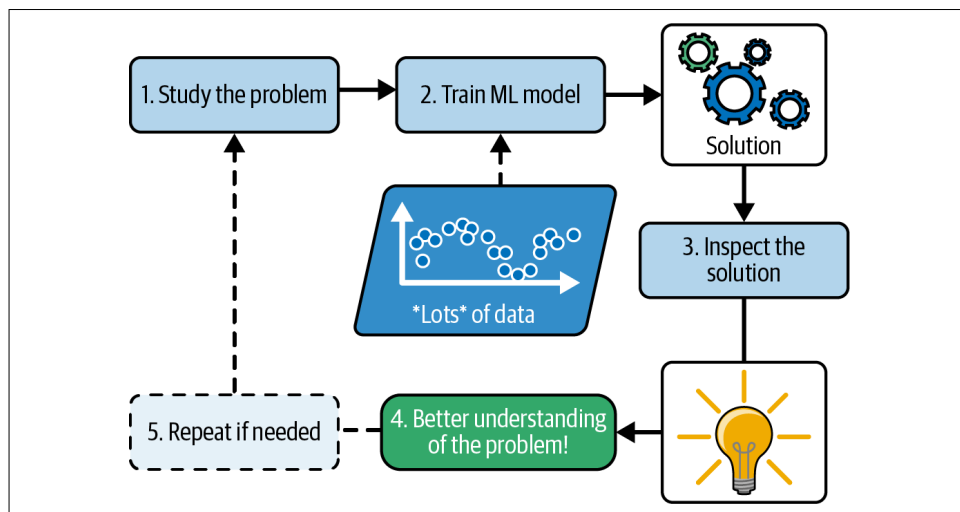 1. Study the problem
2. Train ML model
Solution
*Lots* of data
3. Inspect the
solution
4. Better understanding
of the problem!
5. Repeat if needed